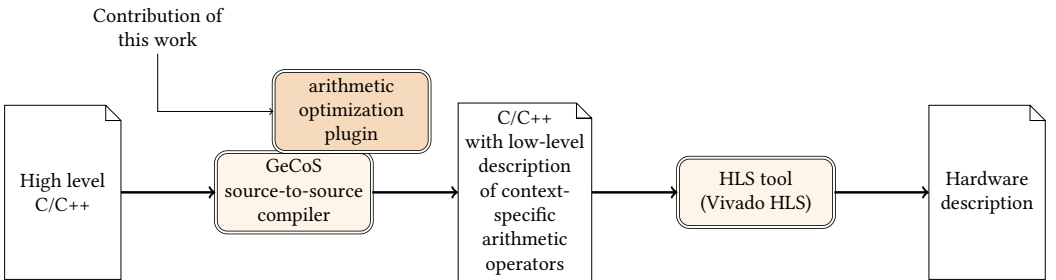 Contribution of
this work
arithmetic
optimization
plugin
High level
C/C++
GeCoS
source-to-source
compiler
C/C++
with low-level
description
of context-
specific
arithmetic
operators
HLS tool
(Vivado HLS)
Hardware
description